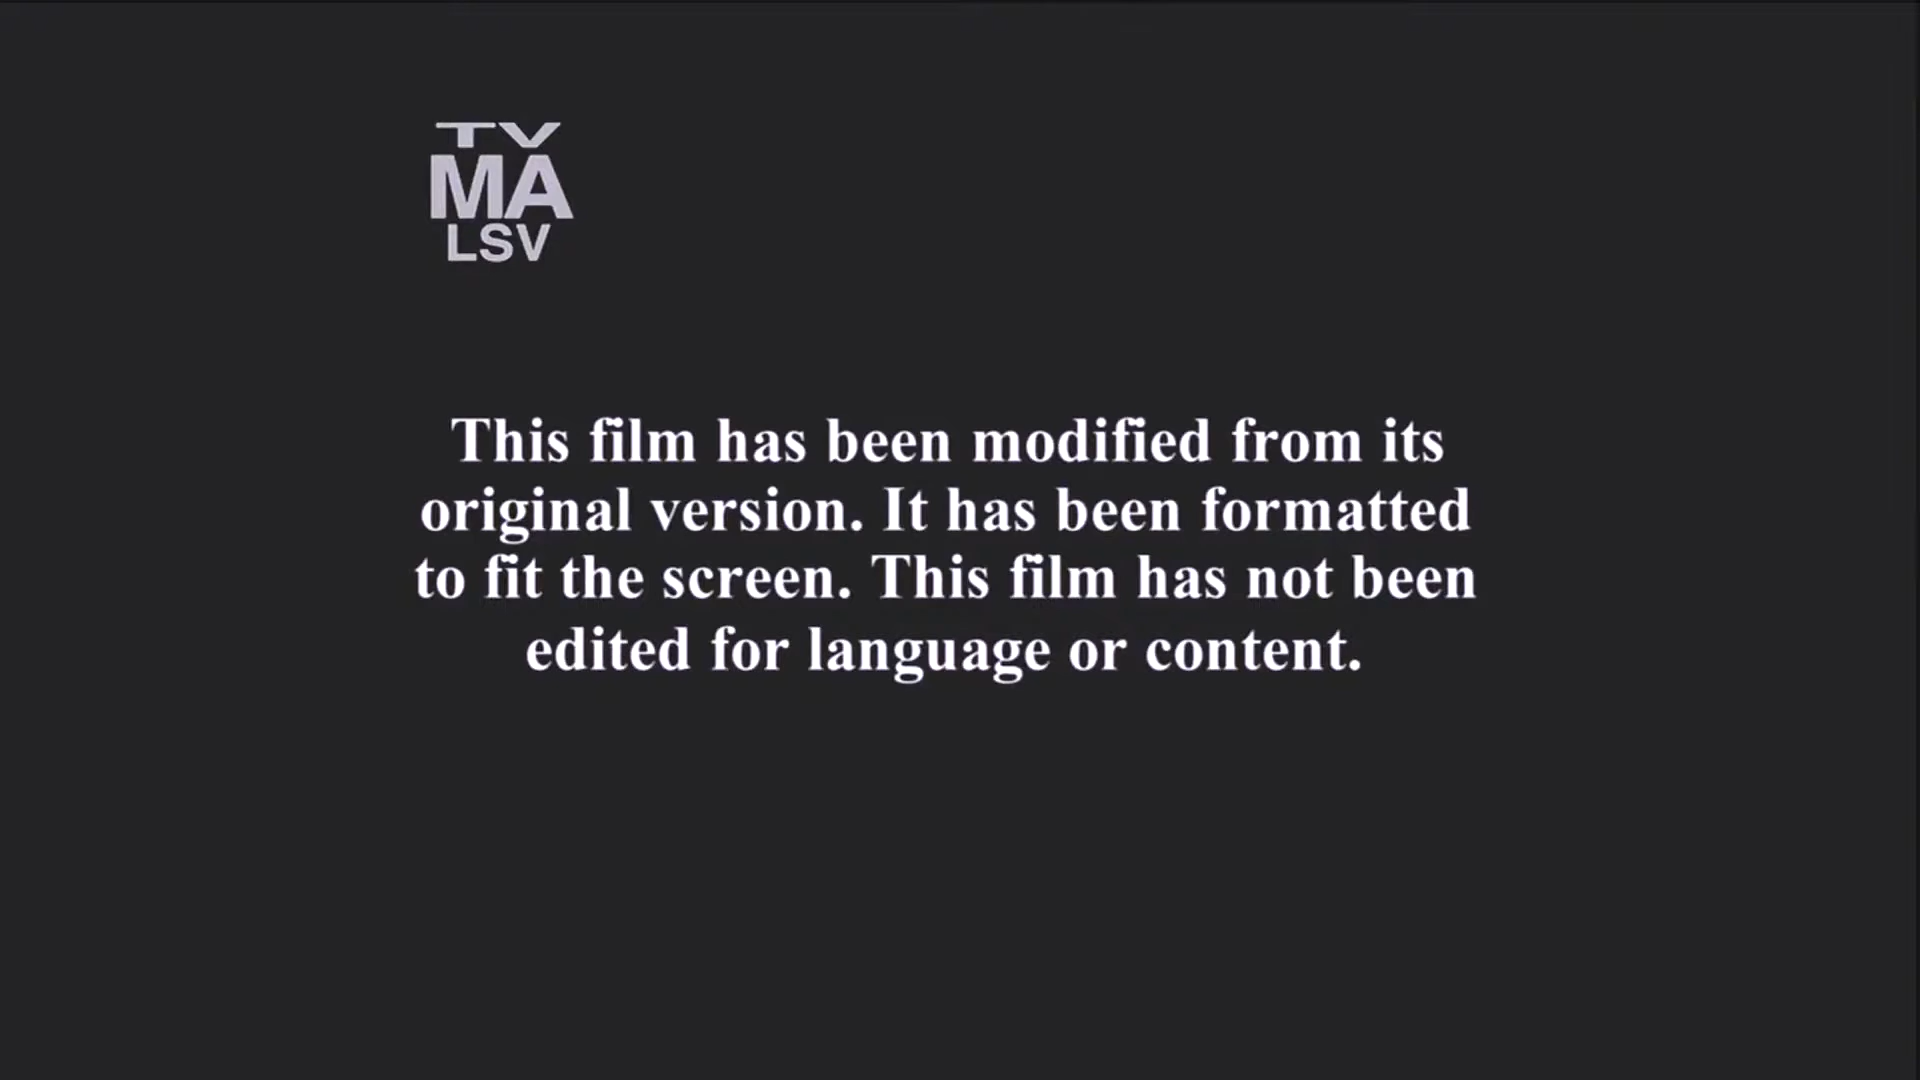 TV
MA
LSV
This film has been modified from its
original version. It has been formatted
to fit the screen. This film has not been
edited for language or content.